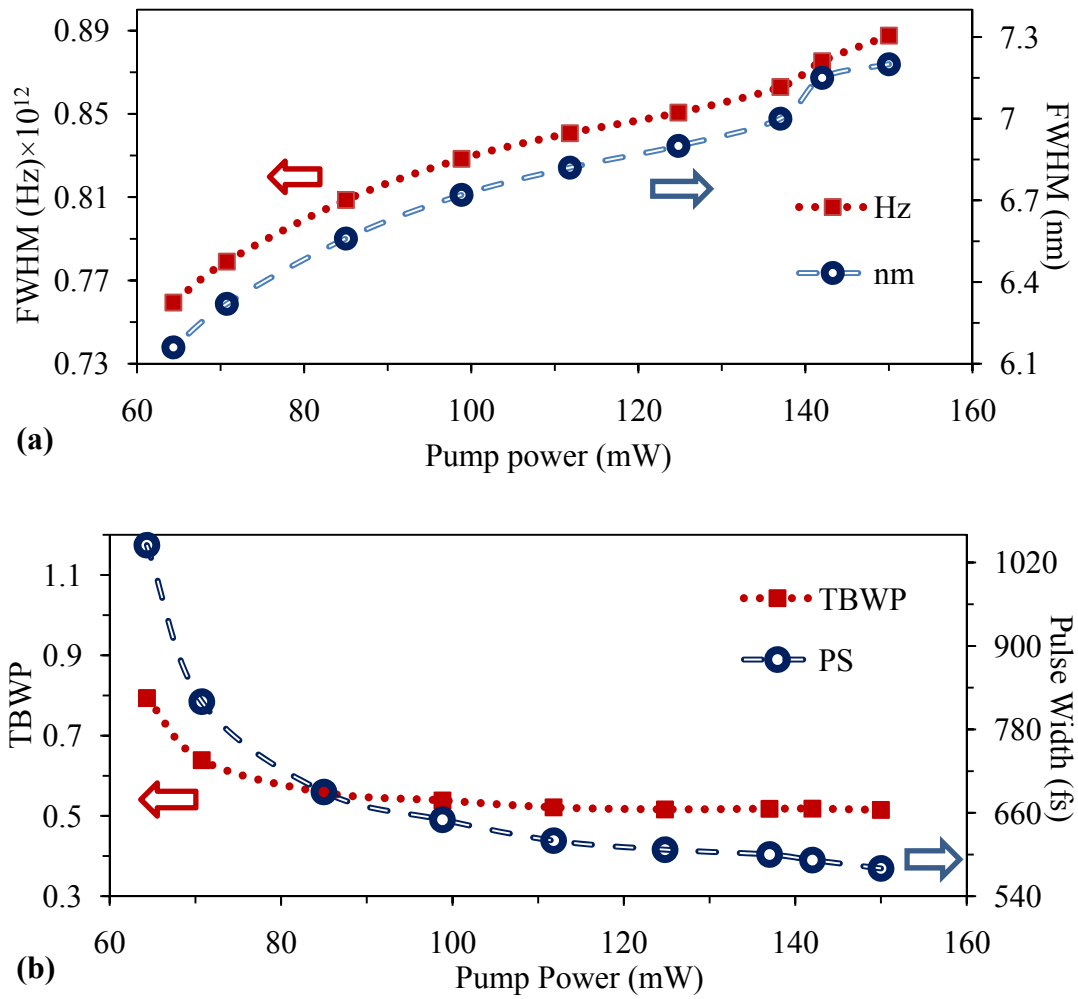 0.89
0.85
0.81
0.77
0.73
FWHM (Hz)×10^12
7.3
7
6.7
6.4
6.1
FWHM (nm)
Hz
nm
60 80 100 120 140 160
(a)
Pump power (mW)
1.1
0.9
0.7
0.5
0.3
TBWP
1020
900
780
660
540
Pulse Width (fs)
TBWP
PS
60 80 100 120 140 160
(b)
Pump Power (mW)